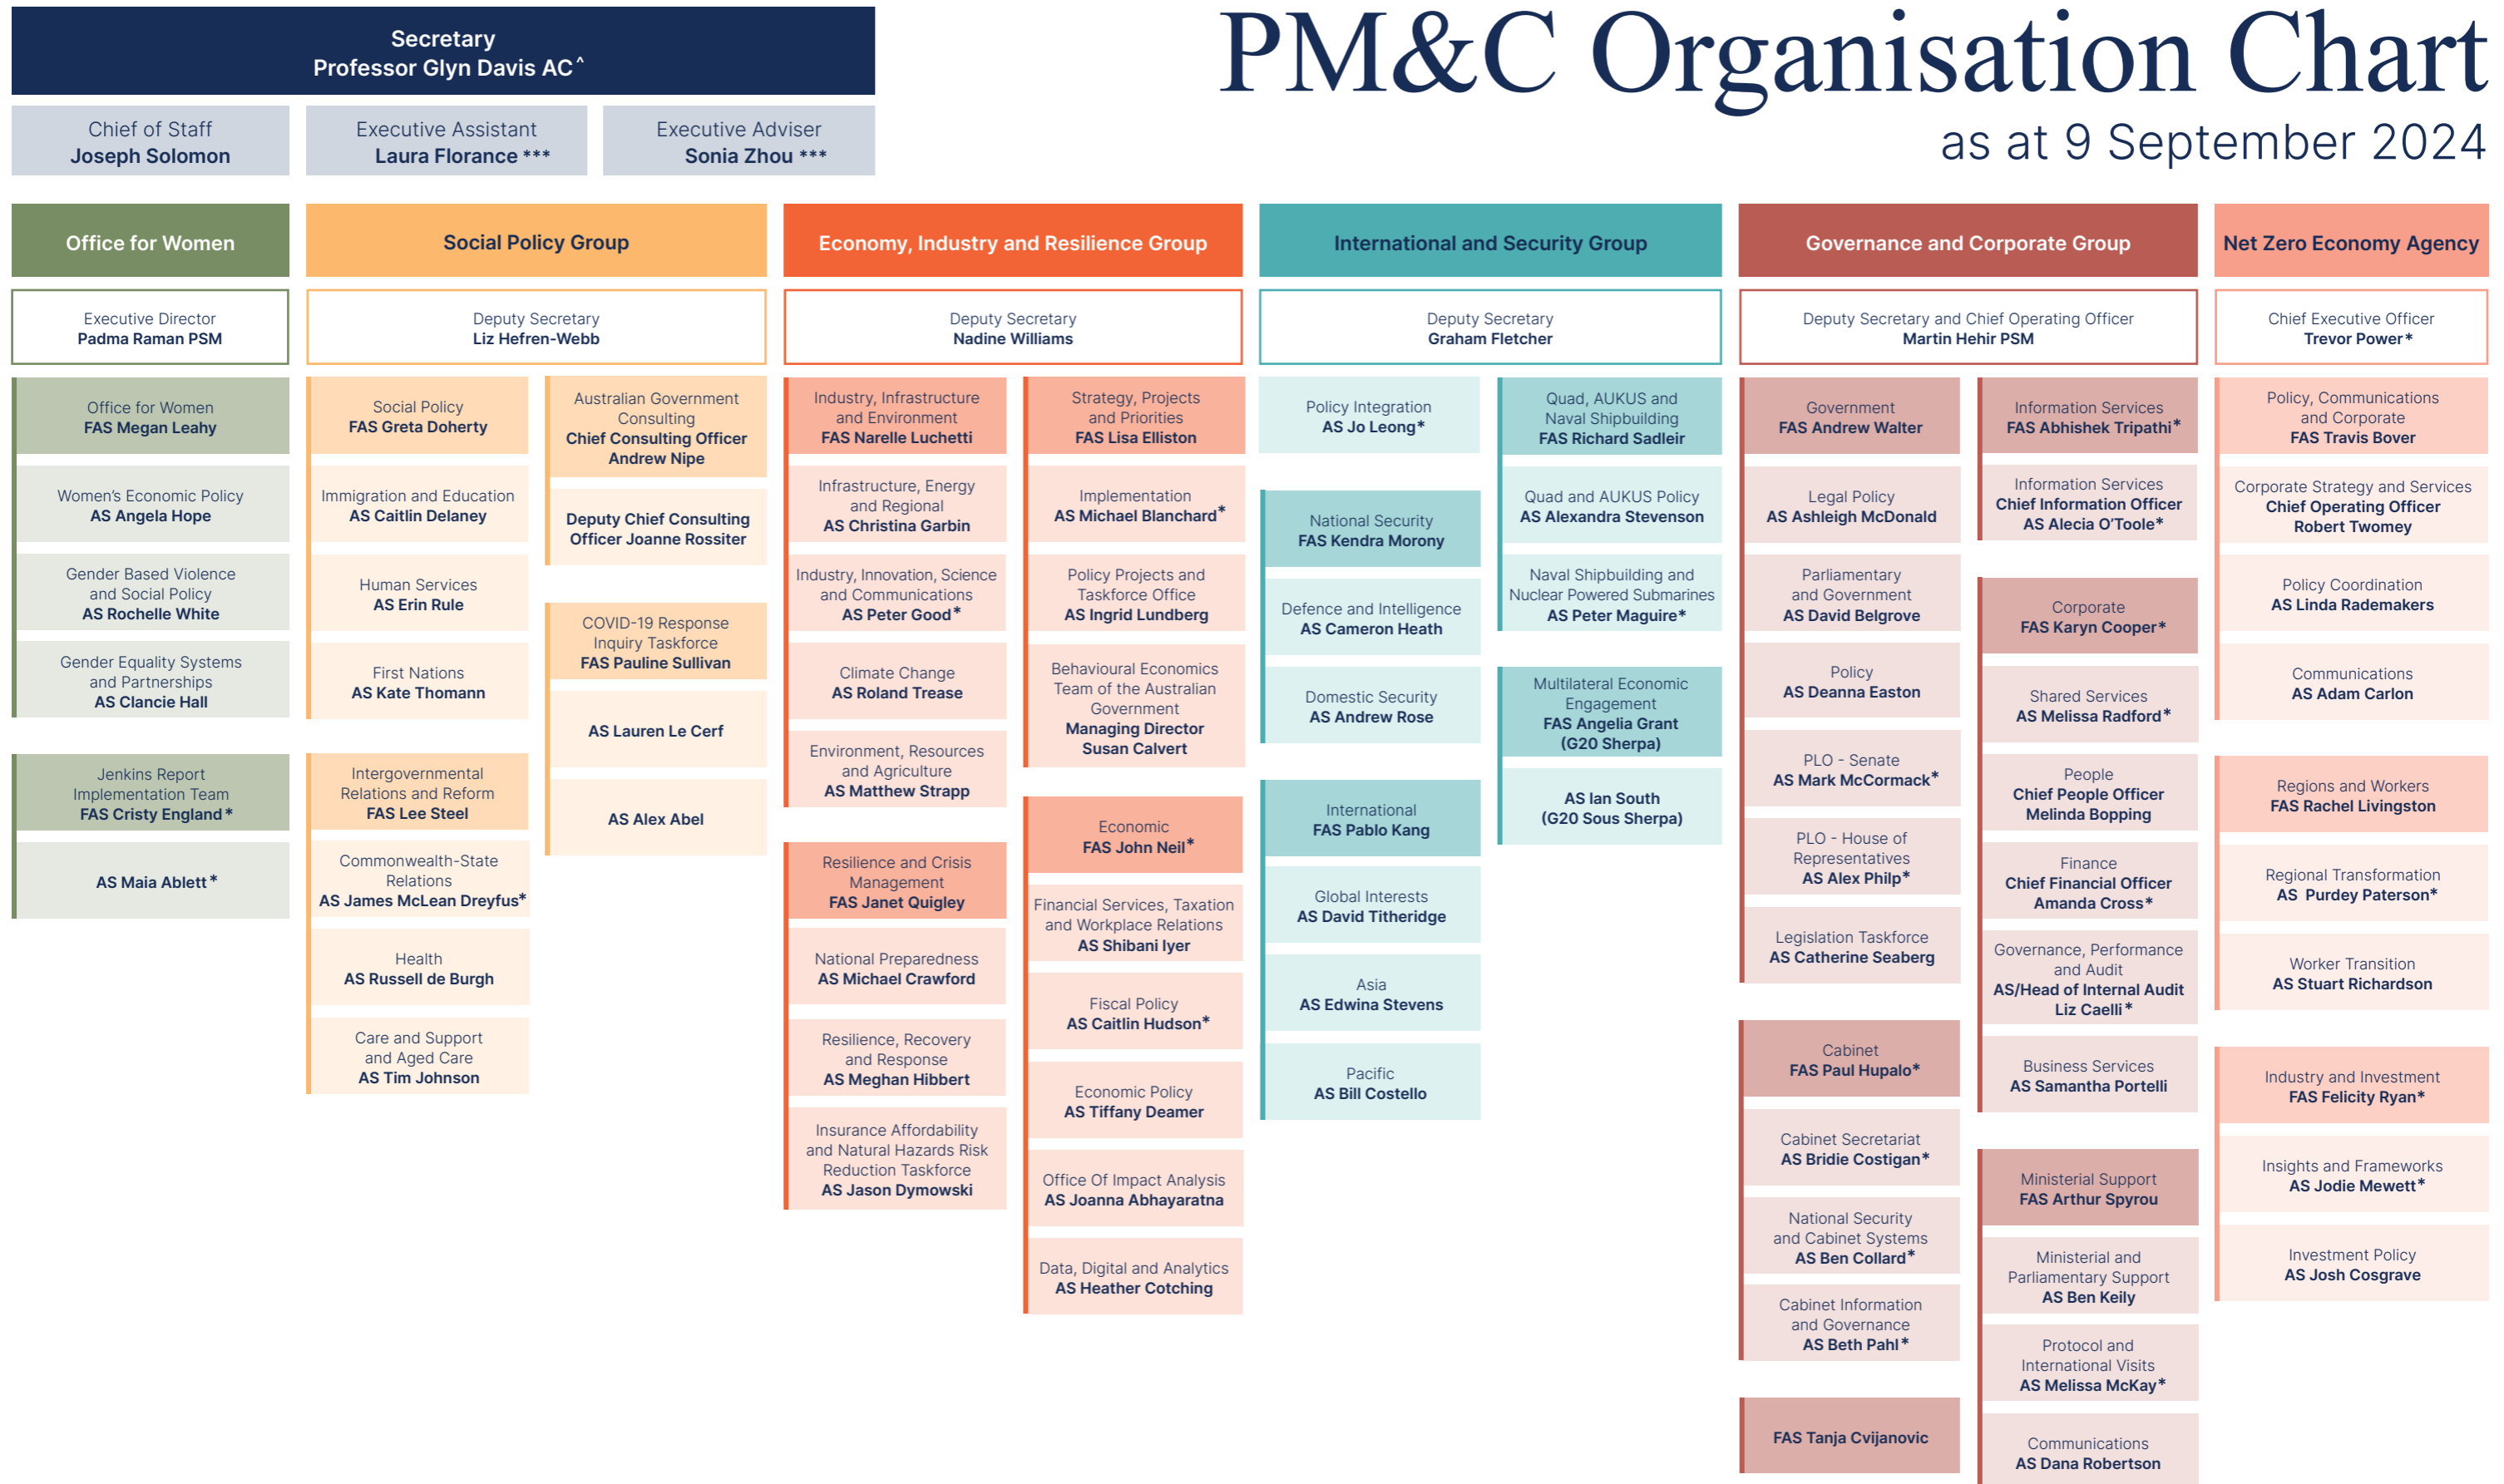 Secretary
Professor Glyn Davis AC^
PM&C Organisation Chart
as at 9 September 2024
Chief of Staff
Joseph Solomon
Executive Assistant
Laura Florance ***
Executive Adviser
Sonia Zhou ***
Office for Women
Executive Director
Padma Raman PSM
Office for Women
FAS Megan Leahy
Women's Economic Policy
AS Angela Hope
Gender Based Violence
and Social Policy
AS Rochelle White
Gender Equality Systems
and Partnerships
AS Clancie Hall
Jenkins Report
Implementation Team
FAS Cristy England*
AS Maia Ablett*
Social Policy Group
Deputy Secretary
Liz Hefren-Webb
Social Policy
FAS Greta Doherty
Immigration and Education
AS Caitlin Delaney
Human Services
AS Erin Rule
First Nations
AS Kate Thomann
Intergovernmental
Relations and Reform
FAS Lee Steel
Commonwealth-State
Relations
AS James McLean Dreyfus*
Health
AS Russell de Burgh
Care and Support
and Aged Care
AS Tim Johnson
Australian Government
Consulting
Chief Consulting Officer
Andrew Nipe
Deputy Chief Consulting
Officer Joanne Rossiter
COVID-19 Response
Inquiry Taskforce
FAS Pauline Sullivan
AS Lauren Le Cerf
AS Alex Abel
Economy, Industry and Resilience Group
Deputy Secretary
Nadine Williams
Industry, Infrastructure
and Environment
FAS Narelle Luchetti
Infrastructure, Energy
and Regional
AS Christina Garbin
Industry, Innovation, Science
and Communications
AS Peter Good*
Climate Change
AS Roland Trease
Environment, Resources
and Agriculture
AS Matthew Strapp
Resilience and Crisis
Management
FAS Janet Quigley
National Preparedness
AS Michael Crawford
Resilience, Recovery
and Response
AS Meghan Hibbert
Insurance Affordability
and Natural Hazards Risk
Reduction Taskforce
AS Jason Dymowski
Strategy, Projects
and Priorities
FAS Lisa Elliston
Implementation
AS Michael Blanchard*
Policy Projects and
Taskforce Office
AS Ingrid Lundberg
Behavioural Economics
Team of the Australian
Government
Managing Director
Susan Calvert
Economic
FAS John Neil*
Financial Services, Taxation
and Workplace Relations
AS Shibani Iyer
Fiscal Policy
AS Caitlin Hudson*
Economic Policy
AS Tiffany Deamer
Office Of Impact Analysis
AS Joanna Abhayaratna
Data, Digital and Analytics
AS Heather Cotching
International and Security Group
Deputy Secretary
Graham Fletcher
Policy Integration
AS Jo Leong*
National Security
FAS Kendra Morony
Defence and Intelligence
AS Cameron Heath
Domestic Security
AS Andrew Rose
International
FAS Pablo Kang
Global Interests
AS David Titheridge
Asia
AS Edwina Stevens
Pacific
AS Bill Costello
Quad, AUKUS and
Naval Shipbuilding
FAS Richard Sadleir
Quad and AUKUS Policy
AS Alexandra Stevenson
Naval Shipbuilding and
Nuclear Powered Submarines
AS Peter Maguire*
Multilateral Economic
Engagement
FAS Angelia Grant
(G20 Sherpa)
AS Ian South
(G20 Sous Sherpa)
Governance and Corporate Group
Deputy Secretary and Chief Operating Officer
Martin Hehir PSM
Government
FAS Andrew Walter
Legal Policy
AS Ashleigh McDonald
Parliamentary
and Government
AS David Belgrove
Policy
AS Deanna Easton
PLO - Senate
AS Mark McCormack*
PLO - House of
Representatives
AS Alex Philp*
Legislation Taskforce
AS Catherine Seaberg
Cabinet
FAS Paul Hupalo*
Cabinet Secretariat
AS Bridie Costigan*
National Security
and Cabinet Systems
AS Ben Collard*
Cabinet Information
and Governance
AS Beth Pahl*
FAS Tanja Cvijanovic
Information Services
FAS Abhishek Tripathi*
Information Services
Chief Information Officer
AS Alecia O'Toole*
Corporate
FAS Karyn Cooper*
Shared Services
AS Melissa Radford*
People
Chief People Officer
Melinda Bopping
Finance
Chief Financial Officer
Amanda Cross*
Governance, Performance
and Audit
AS/Head of Internal Audit
Liz Caelli*
Business Services
AS Samantha Portelli
Ministerial Support
FAS Arthur Spyrou
Ministerial and
Parliamentary Support
AS Ben Keily
Protocol and
International Visits
AS Melissa McKay*
Communications
AS Dana Robertson
Net Zero Economy Agency
Chief Executive Officer
Trevor Power*
Policy, Communications
and Corporate
FAS Travis Bover
Corporate Strategy and Services
Chief Operating Officer
Robert Twomey
Policy Coordination
AS Linda Rademakers
Communications
AS Adam Carlon
Regions and Workers
FAS Rachel Livingston
Regional Transformation
AS Purdey Paterson*
Worker Transition
AS Stuart Richardson
Industry and Investment
FAS Felicity Ryan*
Insights and Frameworks
AS Jodie Mewett*
Investment Policy
AS Josh Cosgrave